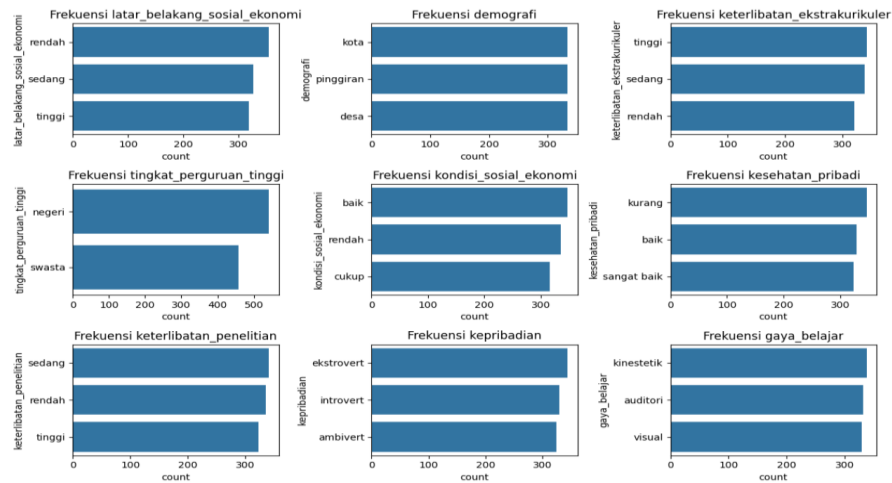 Frekuensi latar_belakang_sosial_ekonomi
latar_belakang_sosial_ekonomi
rendah
sedang
tinggi
0 100 200 300
count
Frekuensi demografi
demografi
kota
pinggiran
desa
0 100 200 300
count
Frekuensi keterlibatan_ekstrakurikuler
keterlibatan_ekstrakurikuler
tinggi
sedang
rendah
0 100 200 300
count
Frekuensi tingkat_perguruan_tinggi
tingkat_perguruan_tinggi
negeri
swasta
0 100 200 300 400 500
count
Frekuensi kondisi_sosial_ekonomi
kondisi_sosial_ekonomi
baik
rendah
cukup
0 100 200 300
count
Frekuensi kesehatan_pribadi
kesehatan_pribadi
kurang
baik
sangat baik
0 100 200 300
count
Frekuensi keterlibatan_penelitian
keterlibatan_penelitian
sedang
rendah
tinggi
0 100 200 300
count
Frekuensi kepribadian
kepribadian
ekstrovert
introvert
ambivert
0 100 200 300
count
Frekuensi gaya_belajar
gaya_belajar
kinestetik
auditori
visual
0 100 200 300
count